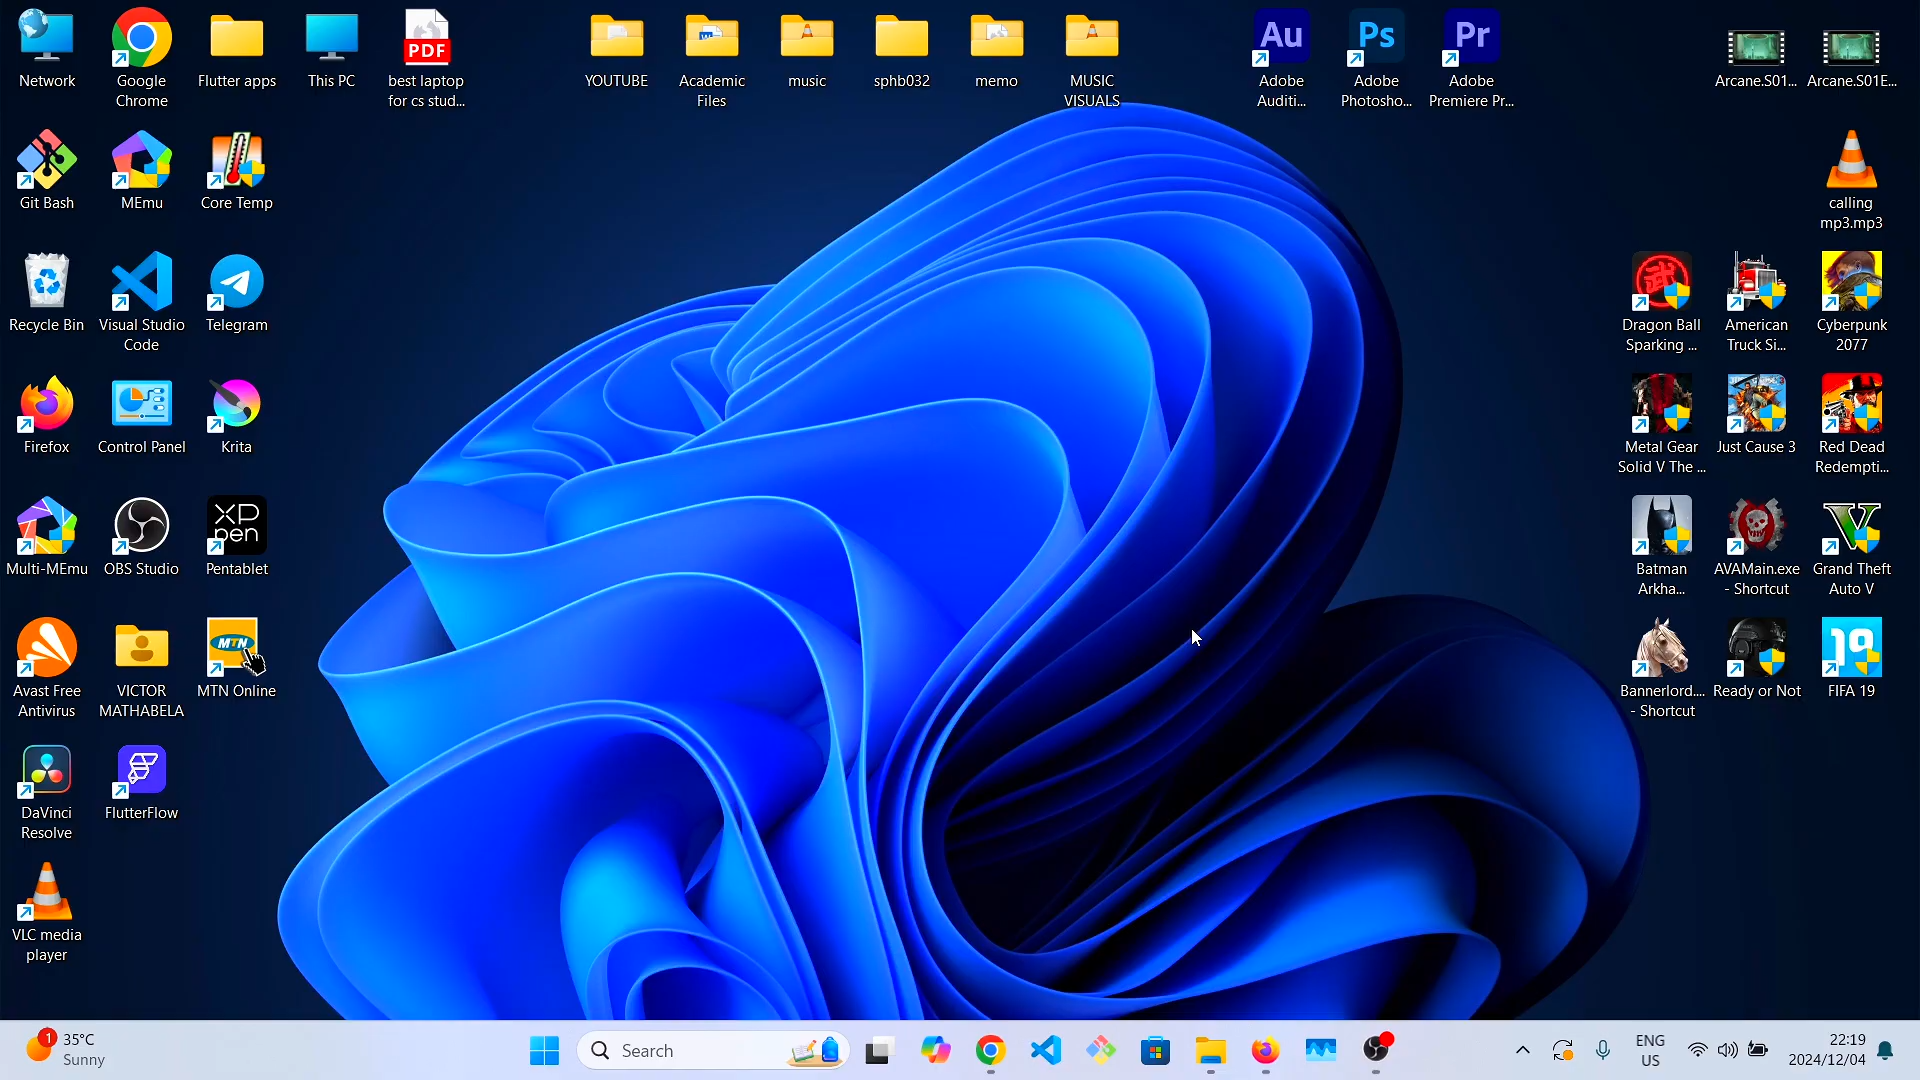 Network
Google
Chrome
Flutter apps
This PC
PDF
best laptop
for cs stud...
YOUTUBE
Academic
Files
music
sphb032
memo
MUSIC
VISUALS
Au
Adobe
Auditi...
Ps
Adobe
Photosho...
Pr
Adobe
Premiere Pr...
Arcane.S01...
Arcane.S01E...
Git Bash
MEmu
Core Temp
calling
mp3.mp3
Recycle Bin
Visual Studio
Code
Telegram
武
Dragon Ball
Sparking ...
American
Truck Si...
Cyberpunk
2077
Firefox
Control Panel
Krita
Metal Gear
Solid V The ...
Just Cause 3
Red Dead
Redempti...
Multi-MEmu
OBS Studio
XP
pen
Pentablet
Batman
Arkha...
AVAMain.exe
- Shortcut
V
Grand Theft
Auto V
Avast Free
Antivirus
VICTOR
MATHABELA
MTN
MTN Online
Bannerlord....
- Shortcut
Ready or Not
19
FIFA 19
DaVinci
Resolve
FlutterFlow
VLC media
player
1
35°C
Sunny
Search
ENG
US
22:19
2024/12/04